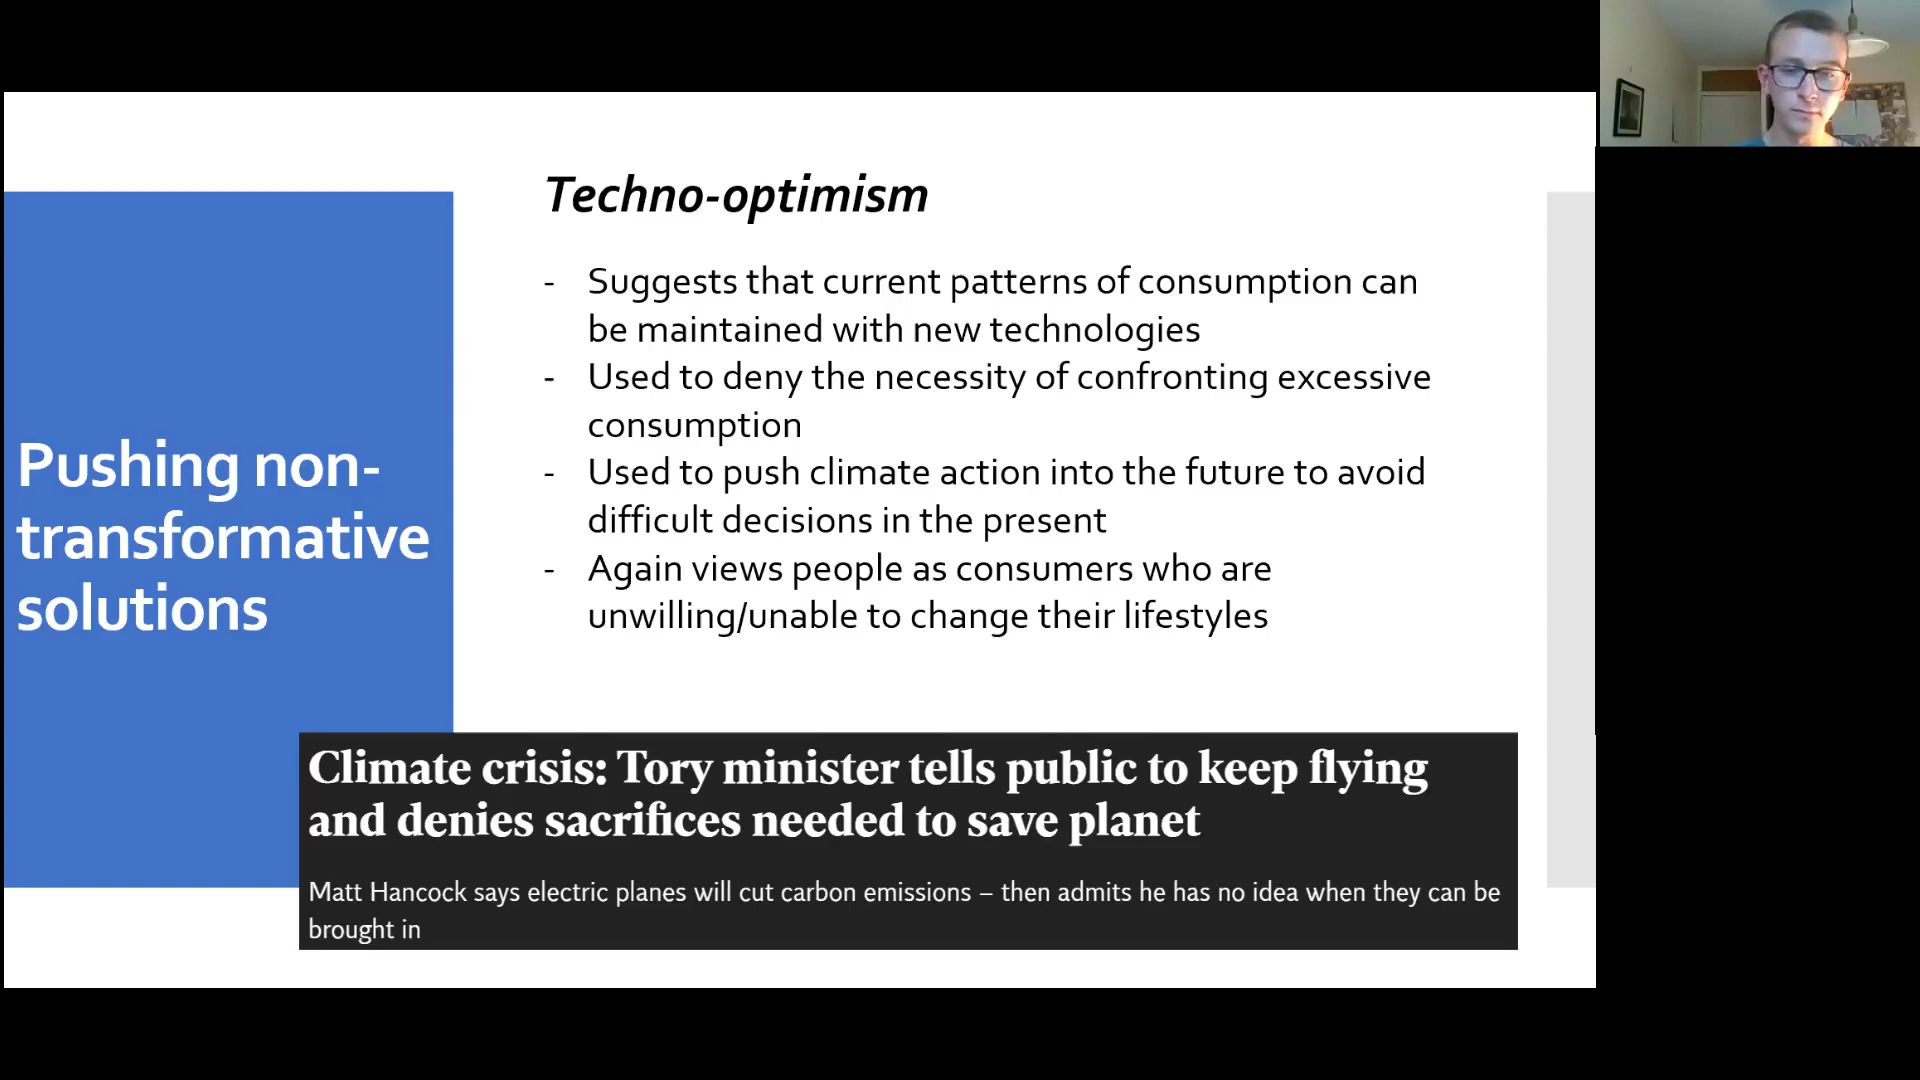 Pushing non-
transformative
solutions
Techno-optimism
- Suggests that current patterns of consumption can
be maintained with new technologies
- Used to deny the necessity of confronting excessive
consumption
- Used to push climate action into the future to avoid
difficult decisions in the present
- Again views people as consumers who are
unwilling/unable to change their lifestyles
Climate crisis: Tory minister tells public to keep flying
and denies sacrifices needed to save planet
Matt Hancock says electric planes will cut carbon emissions – then admits he has no idea when they can be
brought in